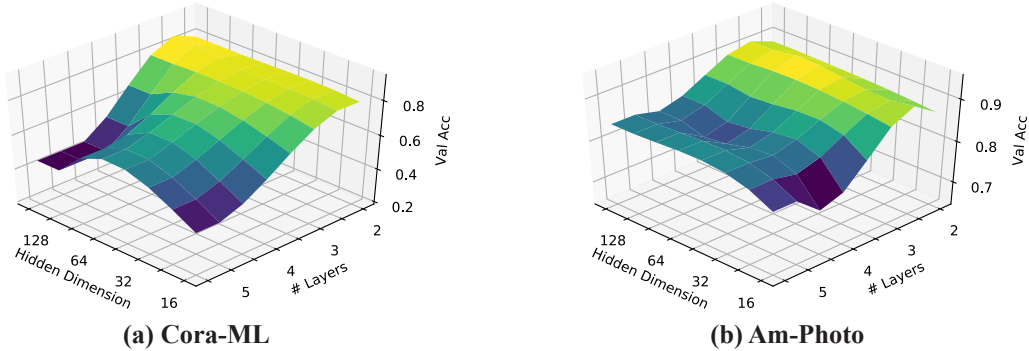 0.8
0.6
0.4
0.2
Val Acc
128
64
32
16
Hidden Dimension
5
4
3
2
# Layers
(a) Cora-ML
0.9
0.8
0.7
Val Acc
128
64
32
16
Hidden Dimension
5
4
3
2
# Layers
(b) Am-Photo